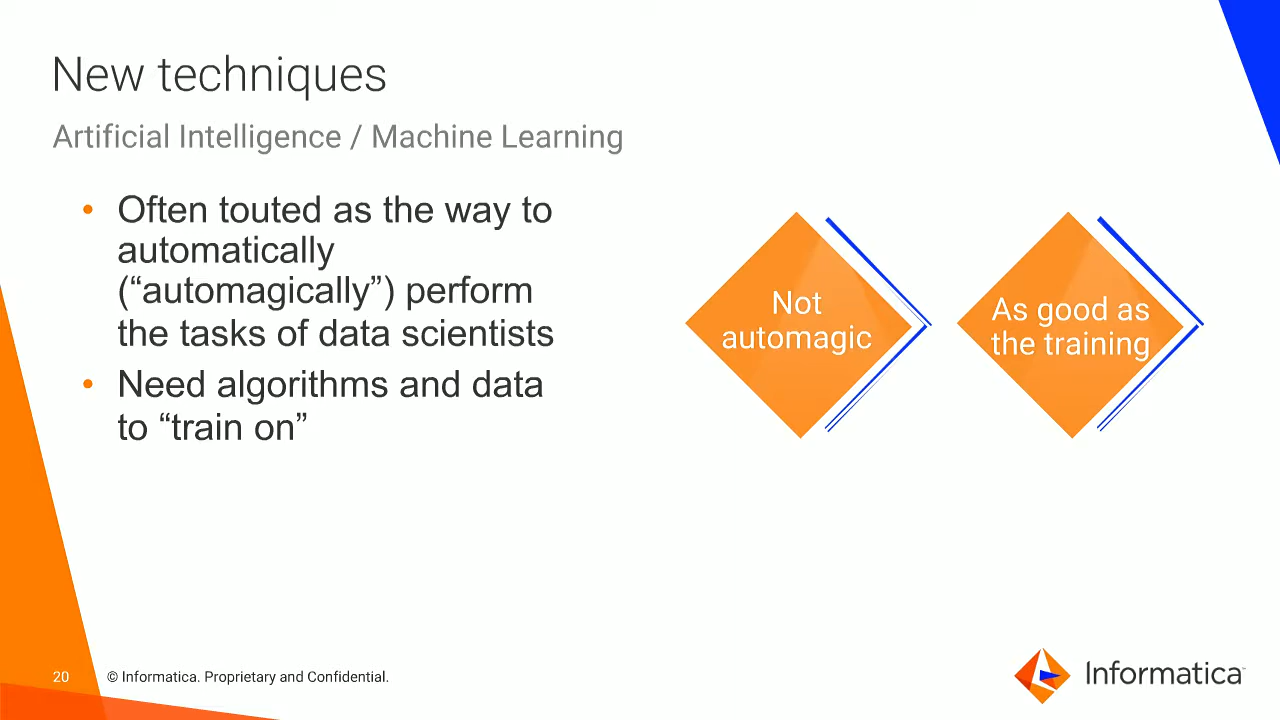 New techniques
Artificial Intelligence / Machine Learning
• Often touted as the way to
automatically
(“automagically”) perform
the tasks of data scientists
• Need algorithms and data
to “train on”
Not
automagic
As good as
the training
20
© Informatica. Proprietary and Confidential.
Informatica